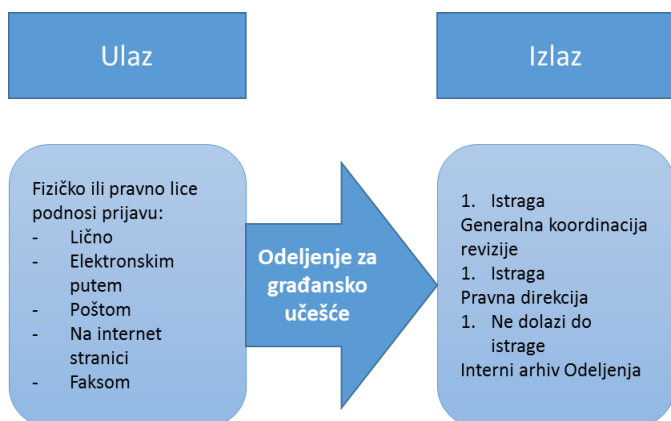 Ulaz
Izlaz
Fizičko ili pravno lice
podnosi prijavu:
- Lično
- Elektronskim
putem
- Poštom
- Na internet
stranici
- Faksom
Odeljenje za
građansko
učešće
1. Istraga
Generalna koordinacija
revizije
1. Istraga
Pravna direkcija
1. Ne dolazi do
istrage
Interni arhiv Odeljenja